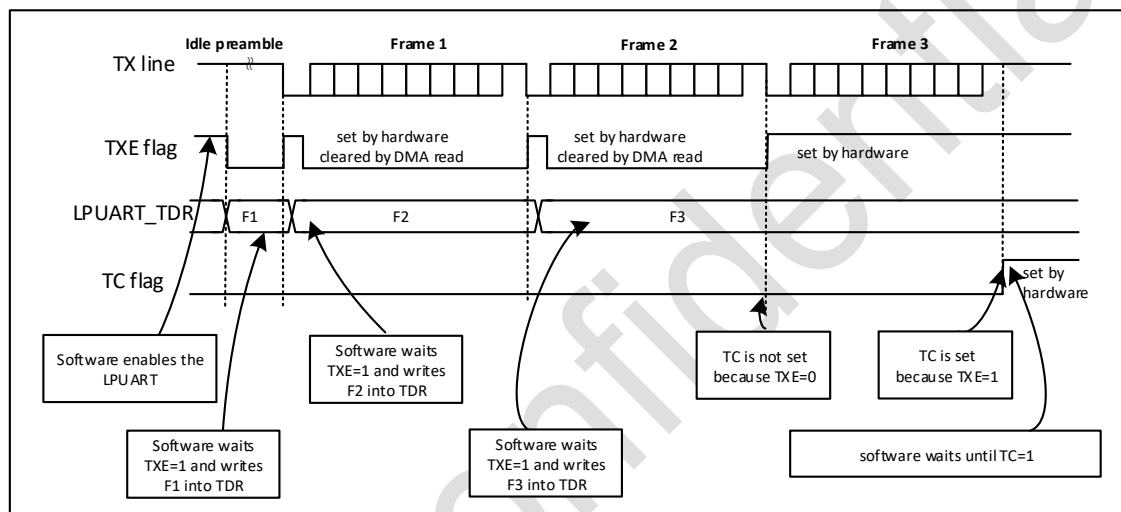 Idle preamble
Frame 1
Frame 2
Frame 3
TX line
TXE flag
set by hardware
cleared by DMA read
set by hardware
cleared by DMA read
set by hardware
LPUART_TDR
F1
F2
F3
TC flag
set by
hardware
Software enables the
LPUART
Software waits
TXE=1 and writes
F1 into TDR
Software waits
TXE=1 and writes
F2 into TDR
Software waits
TXE=1 and writes
F3 into TDR
TC is not set
because TXE=0
TC is set
because TXE=1
software waits until TC=1
onfidential